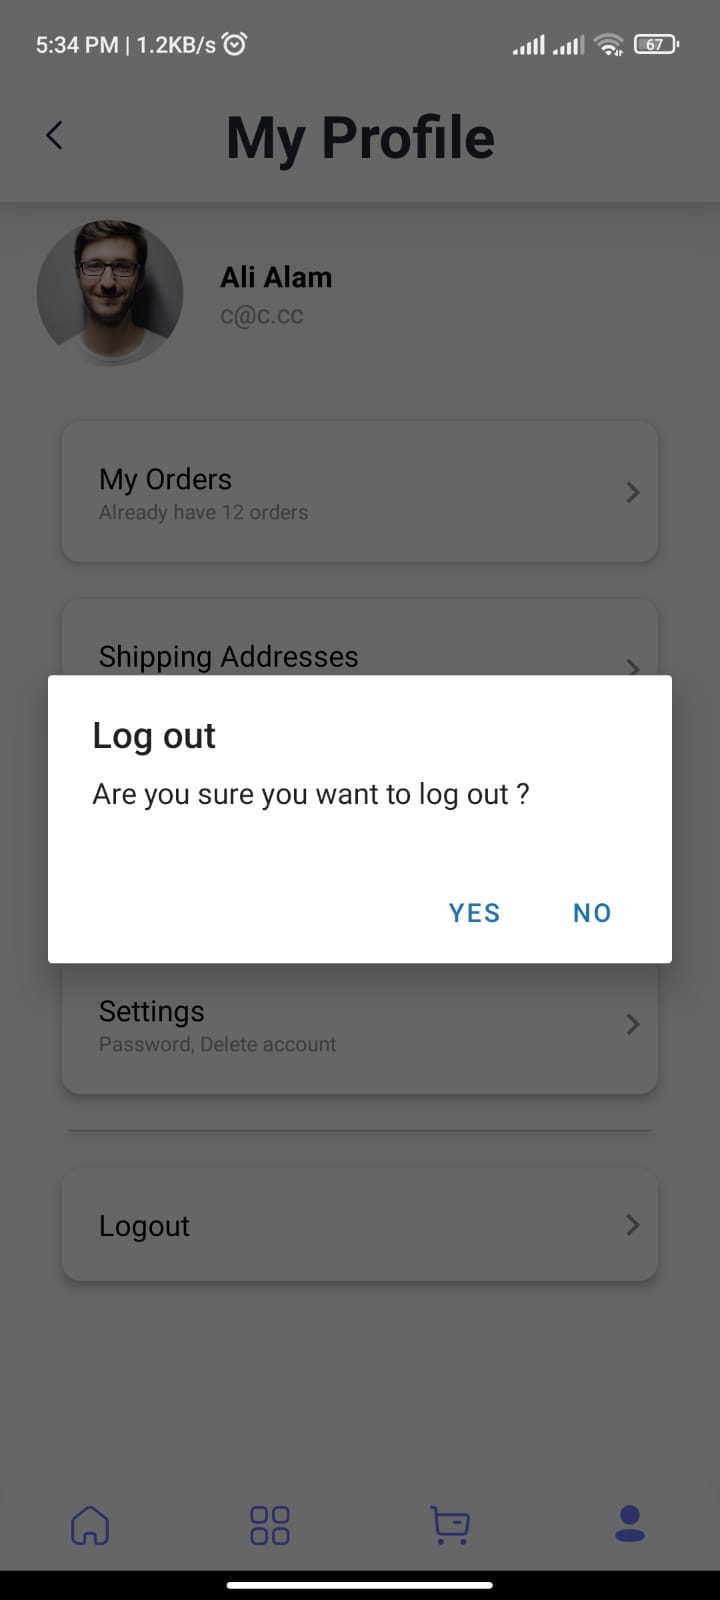 5:34 PM | 1.2KB/s
67
My Profile
Ali Alam
c@c.cc
My Orders
Already have 12 orders
Shipping Addresses
Log out
Are you sure you want to log out ?
YES NO
Settings
Password, Delete account
Logout